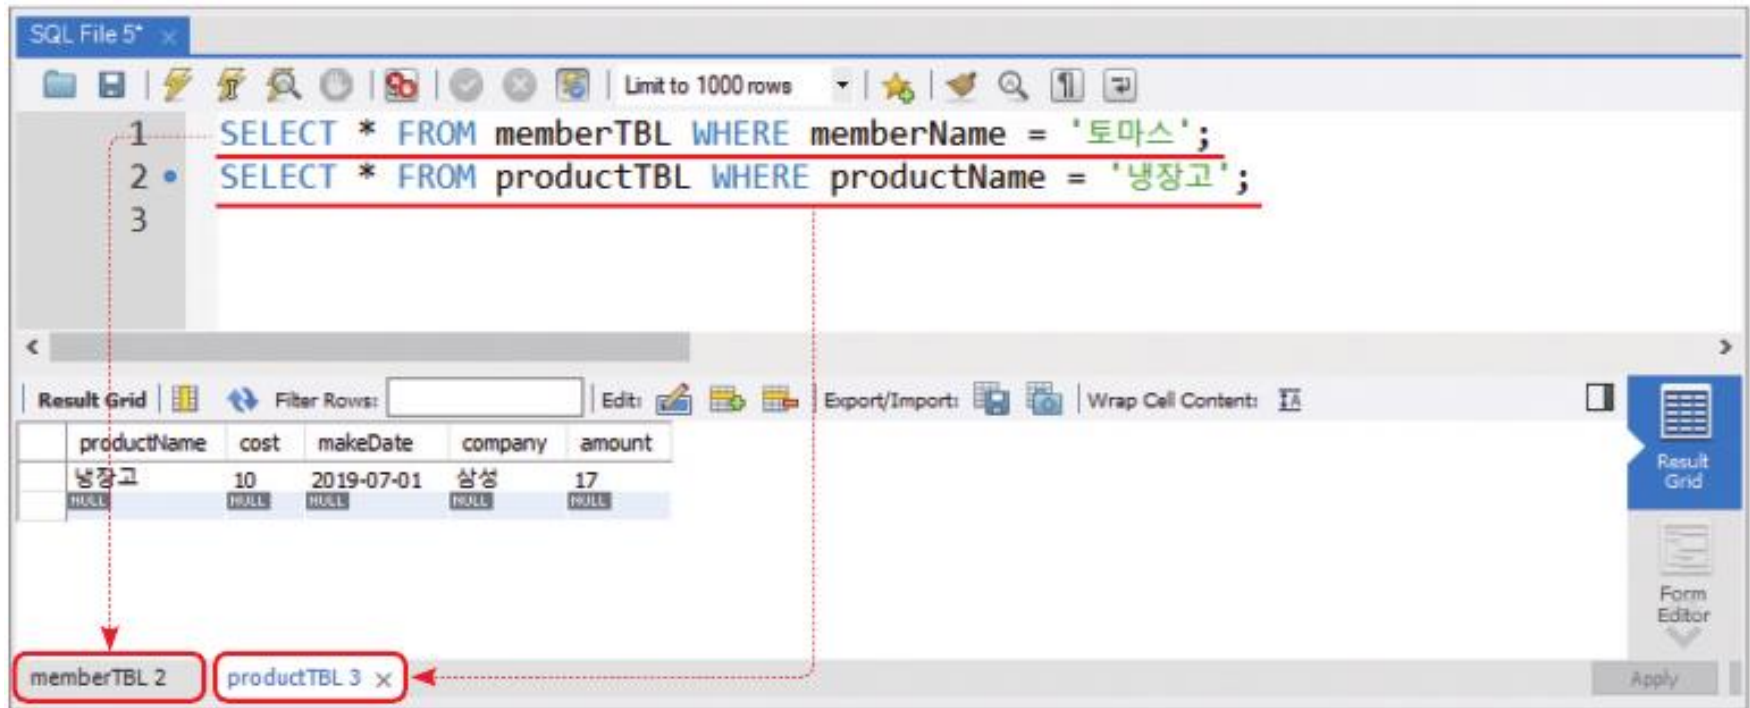 SQL File 5*
Limit to 1000 rows
1 SELECT * FROM memberTBL WHERE memberName = '토마스';
2 SELECT * FROM productTBL WHERE productName = '냉장고';
3
Result Grid Filter Rows: Edit: Export/Import: Wrap Cell Content:
productName cost makeDate company amount
냉장고 10 2019-07-01 삼성 17
NULL NULL NULL NULL NULL
Result
Grid
Form
Editor
memberTBL 2 productTBL 3 Apply